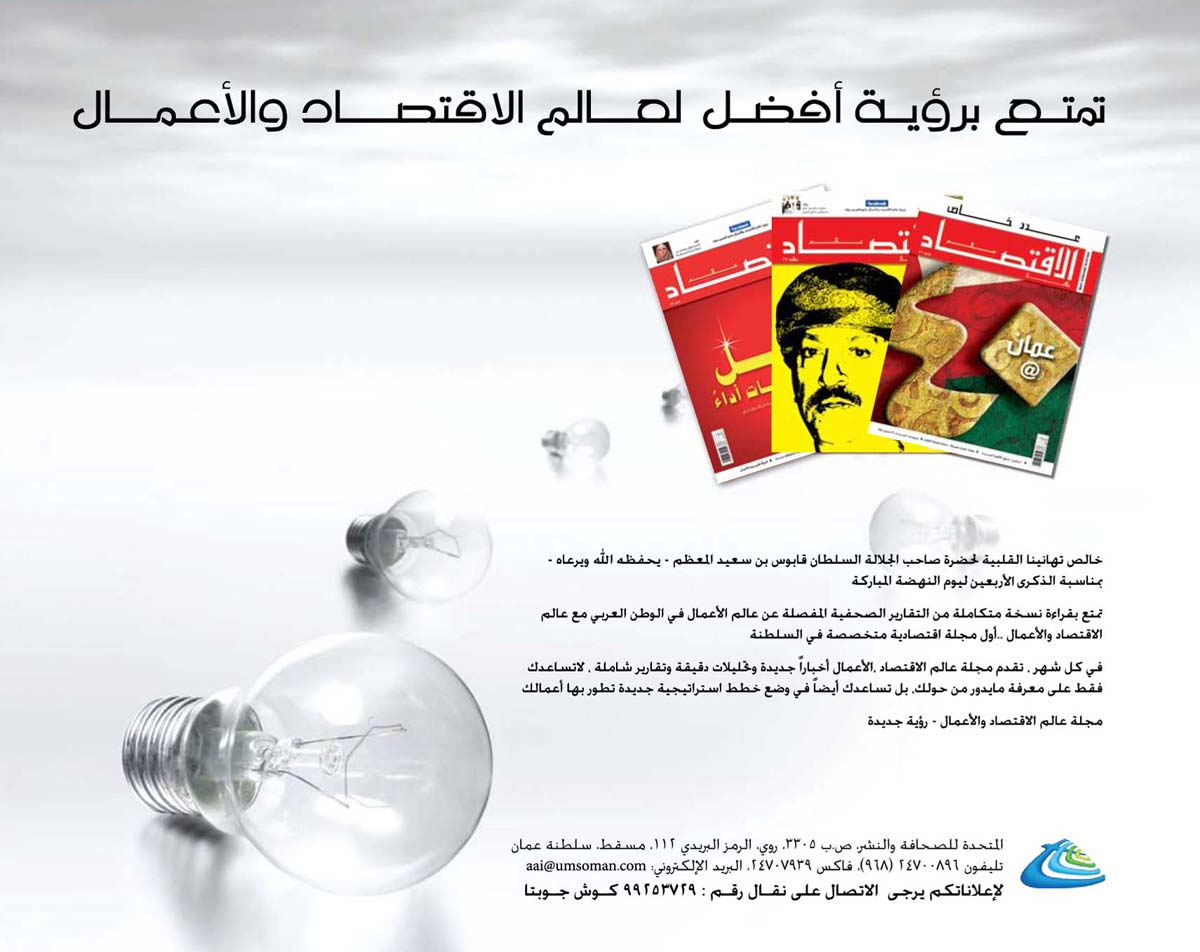 تمتع برؤية أفضل لعالم الاقتصاد والأعمال
عدد خاص
الاقتصاد
عمان
@
facebook
facebook
أداء
خالص تهانينا القلبية لحضرة صاحب الجلالة السلطان قابوس بن سعيد المعظم - يحفظه الله ويرعاه -
بمناسبة الذكرى الأربعين ليوم النهضة المباركة
تمتع بقراءة نسخة متكاملة من التقارير الصحفية المفصلة عن عالم الأعمال في الوطن العربي مع عالم
الاقتصاد والأعمال ..أول مجلة اقتصادية متخصصة في السلطنة
في كل شهر , تقدم مجلة عالم الاقتصاد ,الأعمال أخباراً جديدة وتحليلات دقيقة وتقارير شاملة , لاتساعدك
فقط على معرفة مايدور من حولك, بل تساعدك أيضاً في وضع خطط استراتيجية جديدة تطور بها أعمالك
مجلة عالم الاقتصاد والأعمال - رؤية جديدة
المتحدة للصحافة والنشر، ص.ب ٣٣٠٥، روي، الرمز البريدي ١١٢، مسقط، سلطنة عمان
تليفون ٢٤٧٠٠٨٩٦ (٩٦٨)، فاكس ٢٤٧٠٧٩٣٩، البريد الإلكتروني: aai@umsoman.com
لإعلاناتكم يرجى الاتصال على نقال رقم : ٩٩٢٥٣٧٢٩ كوش جوبتا